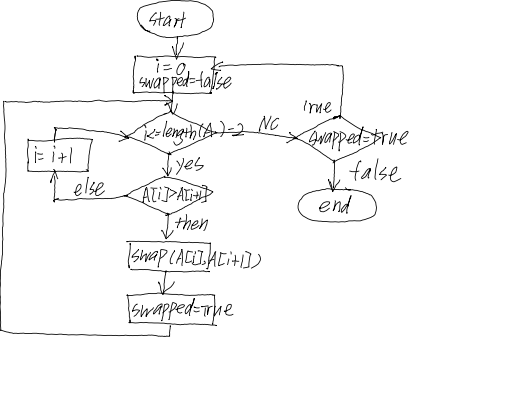 start
i=0
swapped=false
i<=length(A)-2
No
swapped=true
true
false
end
yes
i=i+1
A[i]>A[i+1]
else
then
swap(A[i],A[i+1])
swapped=true